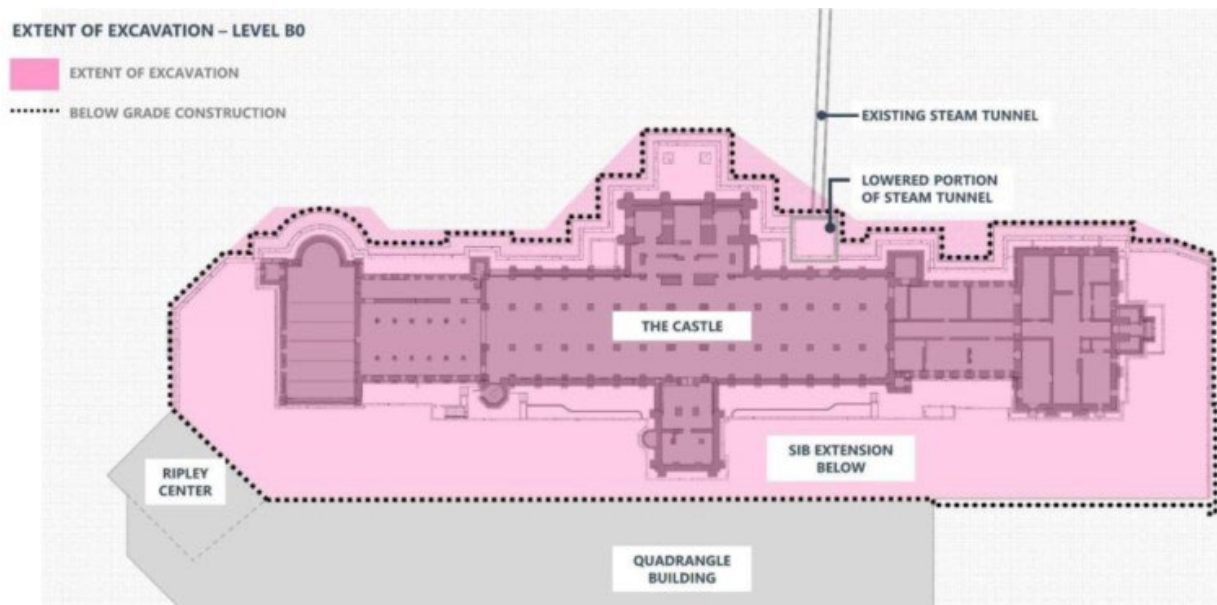 EXTENT OF EXCAVATION – LEVEL B0
EXTENT OF EXCAVATION
BELOW GRADE CONSTRUCTION
EXISTING STEAM TUNNEL
LOWERED PORTION
OF STEAM TUNNEL
THE CASTLE
SIB EXTENSION
BELOW
RIPLEY
CENTER
QUADRANGLE
BUILDING